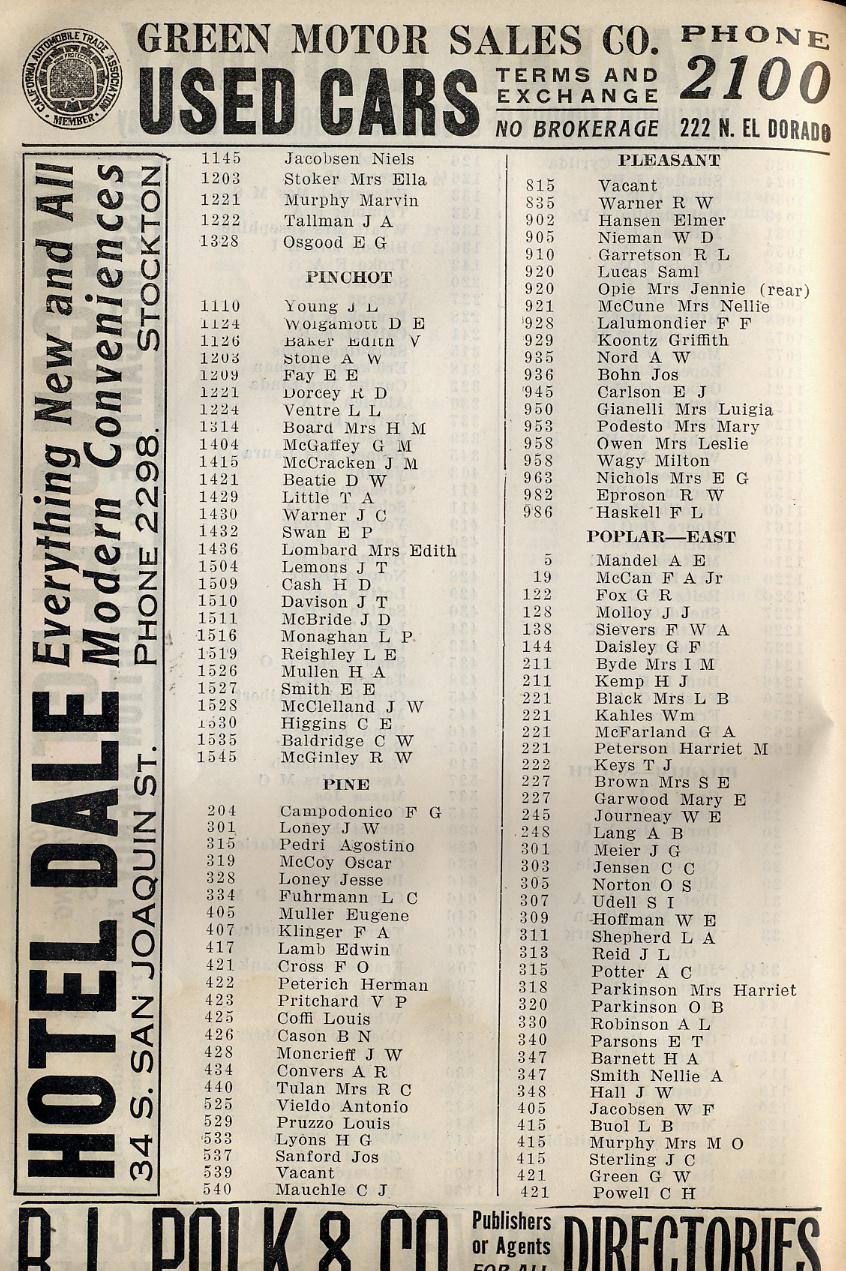 GREEN MOTOR SALES CO.
PHONE
2100
USED CARS
TERMS AND
EXCHANGE
NO BROKERAGE
222 N. EL DORADO
CALIFORNIA AUTOMOBILE TRADE ASSOCIATION
MEMBER
HOTEL DALE
Everything New and All
Modern Conveniences
34 S. SAN JOAQUIN ST. PHONE 2298. STOCKTON
1145 Jacobsen Niels
1203 Stoker Mrs Ella
1221 Murphy Marvin
1222 Tallman J A
1328 Osgood E G
PINCHOT
1110 Young J L
1124 Wolgamott D E
1126 Baker Edith V
1203 Stone A W
1209 Fay E E
1221 Dorcey R D
1224 Ventre L L
1314 Board Mrs H M
1404 McGaffey G M
1415 McCracken J M
1421 Beatie D W
1429 Little T A
1430 Warner J C
1432 Swan E P
1436 Lombard Mrs Edith
1504 Lemons J T
1509 Cash H D
1510 Davison J T
1511 McBride J D
1516 Monaghan L P
1519 Reighley L E
1526 Mullen H A
1527 Smith E E
1528 McClelland J W
1530 Higgins C E
1535 Baldridge C W
1545 McGinley R W
PINE
204 Campodonico F G
301 Loney J W
315 Pedri Agostino
319 McCoy Oscar
328 Loney Jesse
334 Fuhrmann L C
405 Muller Eugene
407 Klinger F A
417 Lamb Edwin
421 Cross F O
422 Peterich Herman
423 Pritchard V P
425 Coffi Louis
426 Cason B N
428 Moncrieff J W
434 Convers A R
440 Tulan Mrs R C
525 Vieldo Antonio
529 Pruzzo Louis
533 Lyons H G
537 Sanford Jos
539 Vacant
540 Mauchle C J
PLEASANT
815 Vacant
835 Warner R W
902 Hansen Elmer
905 Nieman W D
910 Garretson R L
920 Lucas Saml
920 Opie Mrs Jennie (rear)
921 McCune Mrs Nellie
928 Lalumondier F F
929 Koontz Griffith
935 Nord A W
936 Bohn Jos
945 Carlson E J
950 Gianelli Mrs Luigia
953 Podesto Mrs Mary
958 Owen Mrs Leslie
958 Wagy Milton
963 Nichols Mrs E G
982 Eproson R W
986 Haskell F L
POPLAR—EAST
5 Mandel A E
19 McCan F A Jr
122 Fox G R
128 Molloy J J
138 Sievers F W A
144 Daisley G F
211 Byde Mrs I M
211 Kemp H J
221 Black Mrs L B
221 Kahles Wm
221 McFarland G A
221 Peterson Harriet M
222 Keys T J
227 Brown Mrs S E
227 Garwood Mary E
245 Journeay W E
248 Lang A B
301 Meier J G
303 Jensen C C
305 Norton O S
307 Udell S I
309 Hoffman W E
311 Shepherd L A
313 Reid J L
315 Potter A C
318 Parkinson Mrs Harriet
320 Parkinson O B
330 Robinson A L
340 Parsons E T
347 Barnett H A
347 Smith Nellie A
348 Hall J W
405 Jacobsen W F
415 Buol L B
415 Murphy Mrs M O
415 Sterling J C
421 Green G W
421 Powell C H
R. L. POLK & CO
Publishers
or Agents
FOR ALL
DIRECTORIES